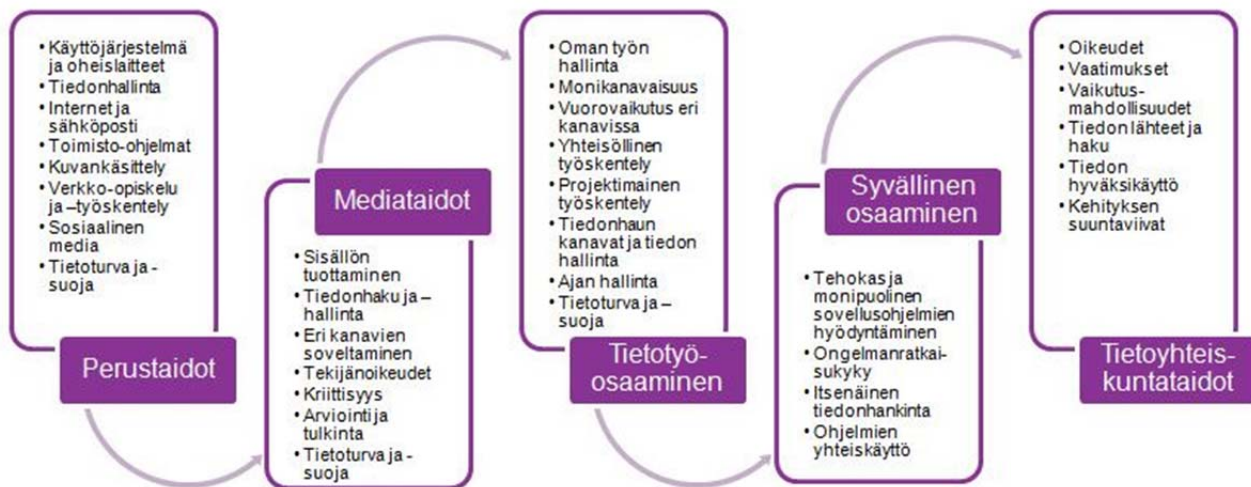 • Käyttöjärjestelmä
ja oheislaitteet
• Tiedonhallinta
• Internet ja
sähköposti
• Toimisto-ohjelmat
• Kuvankäsittely
• Verkko-opiskelu
ja –työskentely
• Sosiaalinen
media
• Tietoturva ja -
suoja
Perustaidot
Mediataidot
• Sisällön
tuottaminen
• Tiedonhaku ja –
hallinta
• Eri kanavien
soveltaminen
• Tekijänoikeudet
• Kriittisyys
• Arviointi ja
tulkinta
• Tietoturva ja -
suoja
• Oman työn
hallinta
• Monikanavaisuus
• Vuorovaikutus eri
kanavissa
• Yhteisöllinen
työskentely
• Projektimainen
työskentely
• Tiedonhaun
kanavat ja tiedon
hallinta
• Ajan hallinta
• Tietoturva ja –
suoja
Tietotyö-
osaaminen
Syvällinen
osaaminen
• Tehokas ja
monipuolinen
sovellusohjelmien
hyödyntäminen
• Ongelmanratkai-
sukyky
• Itsenäinen
tiedonhankinta
• Ohjelmien
yhteiskäyttö
• Oikeudet
• Vaatimukset
• Vaikutus-
mahdollisuudet
• Tiedon lähteet ja
haku
• Tiedon
hyväksikäyttö
• Kehityksen
suuntaviivat
Tietoyhteis-
kuntataidot